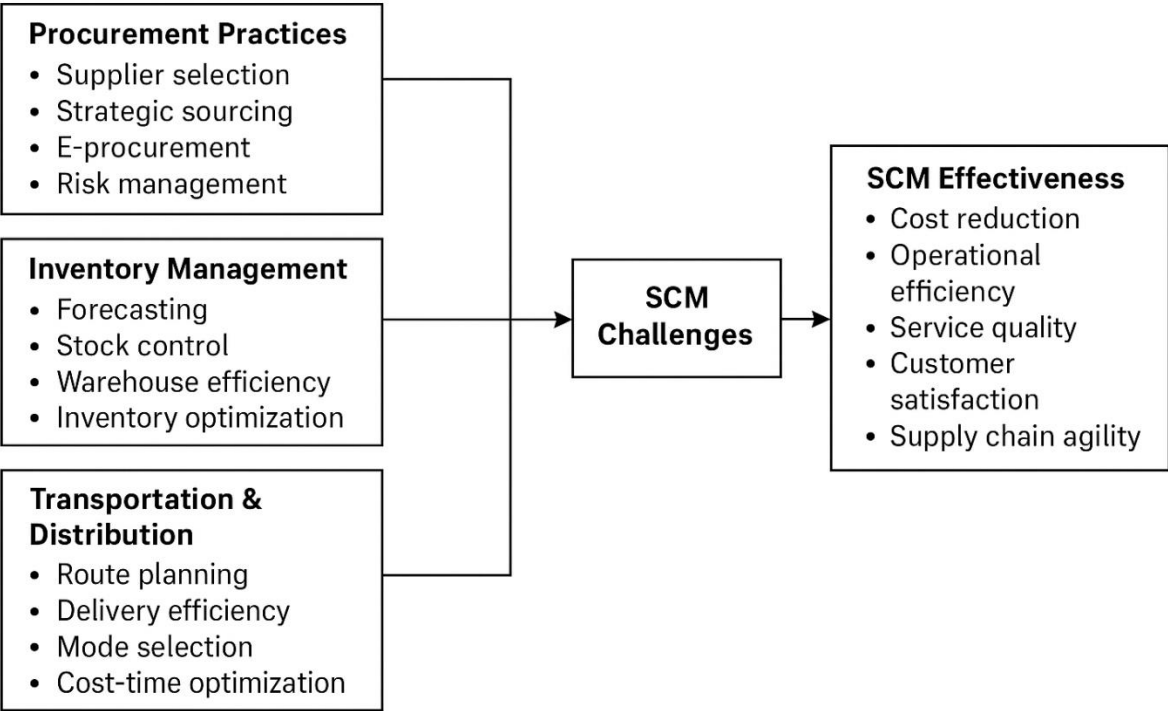 Procurement Practices
• Supplier selection
• Strategic sourcing
• E-procurement
• Risk management
Inventory Management
• Forecasting
• Stock control
• Warehouse efficiency
• Inventory optimization
Transportation &
Distribution
• Route planning
• Delivery efficiency
• Mode selection
• Cost-time optimization
SCM
Challenges
SCM Effectiveness
• Cost reduction
• Operational
efficiency
• Service quality
• Customer
satisfaction
• Supply chain agility